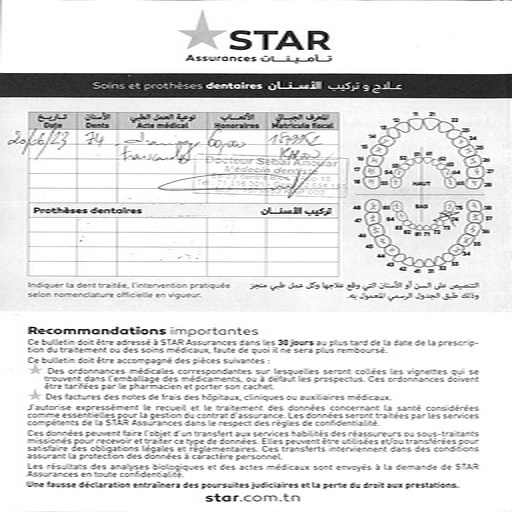 STAR
Assurances تأمينات
Soins et prothèses dentaires علاج و تركيب الأسنان
تاريخ Date الأسنان Dents نوعية العمل الطبي Acte médical الأتعاب Honoraires المعرف الجبائي Matricule fiscal
20/06/23 74 60,000
Docteur Sabai Anouar
Médecin dentiste
Prothèses dentaires تركيب الأسنان
HAUT
BAS
Indiquer la dent traitée, l'intervention pratiquée
selon nomenclature officielle en vigueur.
التنصيص على السن أو الأسنان التي وقع علاجها وكل عمل طبي منجز
وذلك طبق الجدول الرسمي المعمول به.
Recommandations importantes
Ce bulletin doit être adressé à STAR Assurances dans les 30 jours au plus tard de la date de la prescrip-
tion du traitement ou des soins médicaux, faute de quoi il ne sera plus remboursé.
Ce bulletin doit être accompagné des pièces suivantes :
Des ordonnances médicales correspondantes sur lesquelles seront collées les vignettes qui se
trouvent dans l'emballage des médicaments, ou à défaut les prospectus. Ces ordonnances doivent
être tarifées par le pharmacien et porter son cachet.
Des factures des notes de frais des hôpitaux, cliniques ou auxiliaires médicaux.
J'autorise expressément le recueil et le traitement des données concernant la santé considérées
comme essentielles pour la gestion du contrat d'assurance. Les données seront traitées par les services
compétents de la STAR Assurances dans le respect des règles de confidentialité.
Ces données peuvent faire l'objet d'un transfert aux services habilités des réassureurs ou sous-traitants
missionés pour recevoir et traiter ce type de données. Elles peuvent être utilisées et/ou transférées pour
satisfaire des obligations légales et réglementaires. Ces transferts interviennent dans des conditions
assurant la protection des données à caractère personnel.
Les résultats des analyses biologiques et des actes médicaux sont envoyés à la demande de STAR
Assurances en toute confidentialité.
Une fausse déclaration entraînera des poursuites judiciaires et la perte du droit aux prestations.
star.com.tn